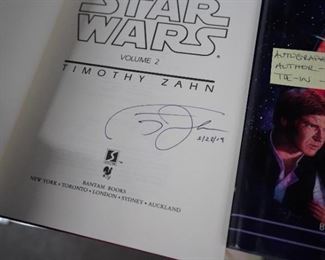 STAR
WARS
VOLUME 2
TIMOTHY ZAHN
BANTAM BOOKS
NEW YORK • TORONTO • LONDON • SYDNEY • AUCKLAND
AUTOGRAPH
AUTHOR -
TIE-IN
B